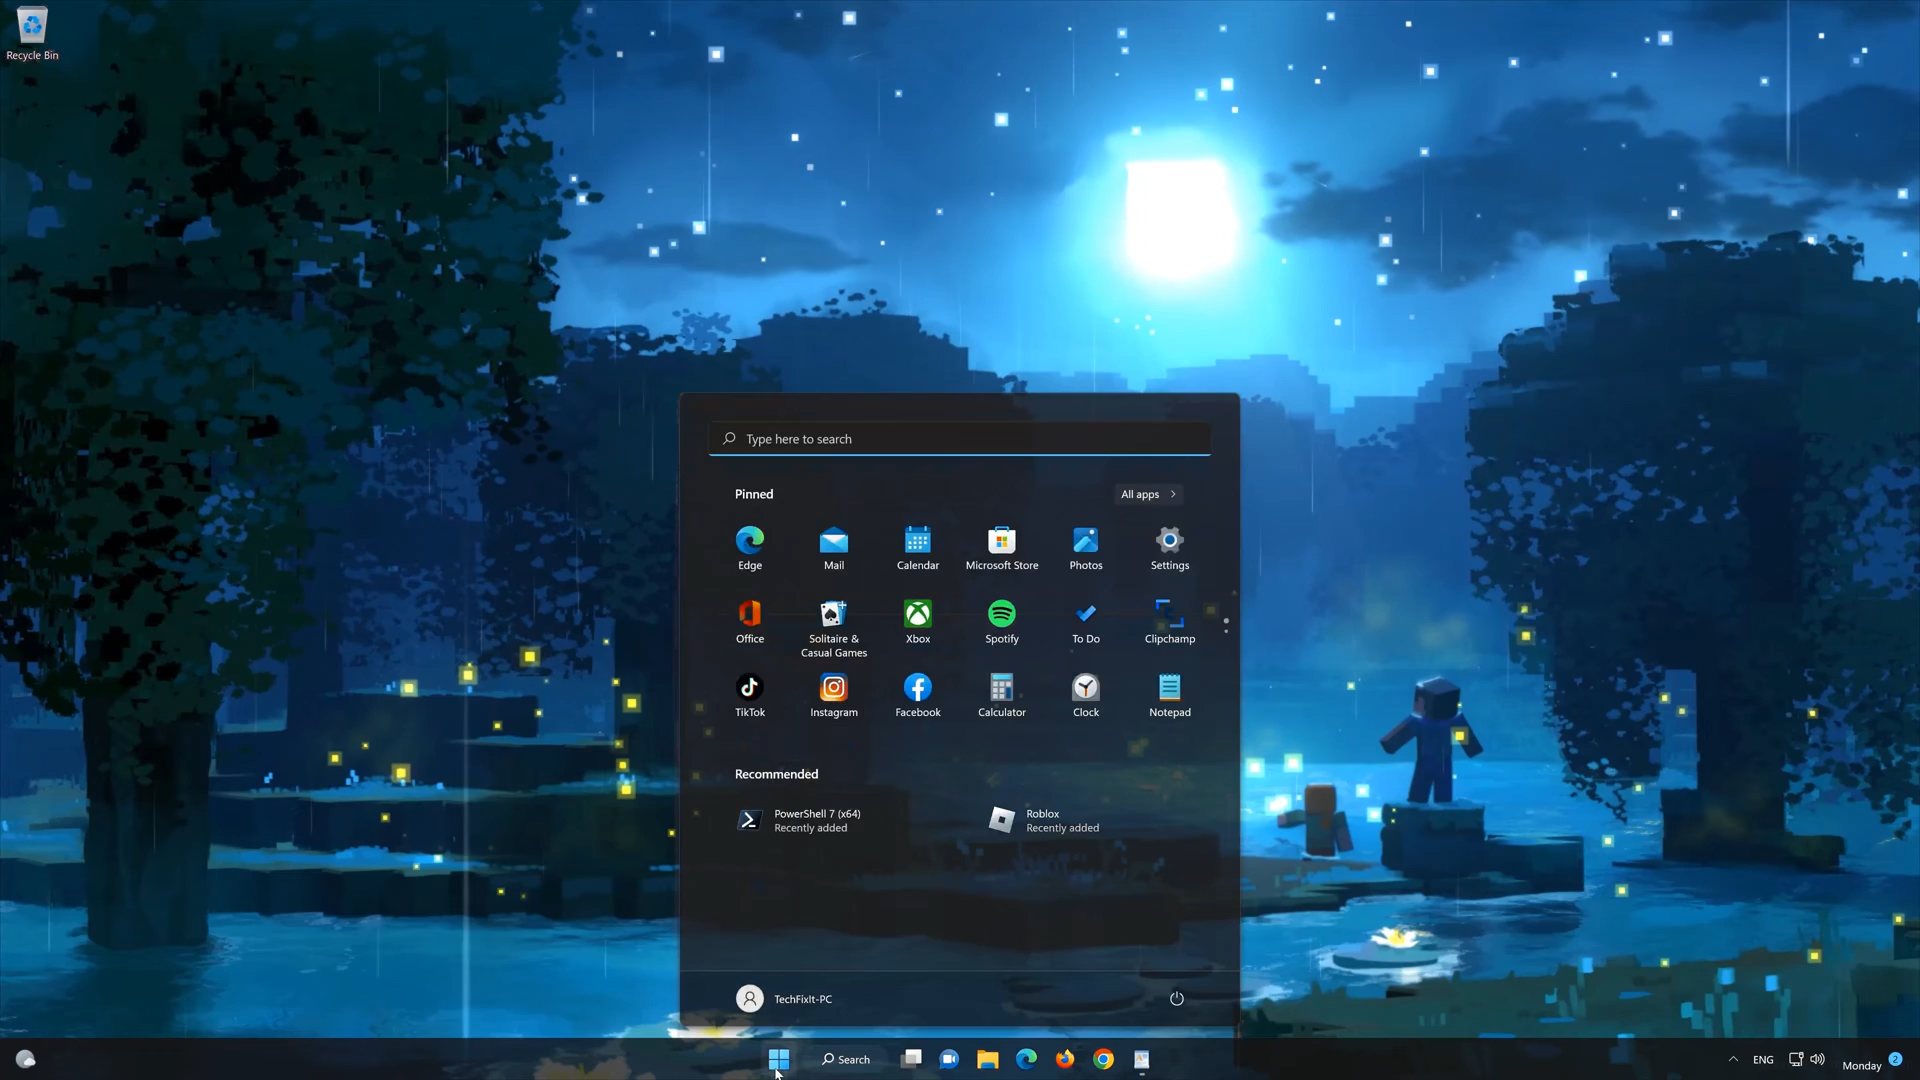 Recycle Bin
Type here to search
Pinned
All apps
Edge
Mail
Calendar
Microsoft Store
Photos
Settings
Office
Solitaire &
Casual Games
Xbox
Spotify
To Do
Clipchamp
TikTok
Instagram
Facebook
Calculator
Clock
Notepad
Recommended
PowerShell 7 (x64)
Recently added
Roblox
Recently added
TechFixIt-PC
Search
ENG
Monday
2